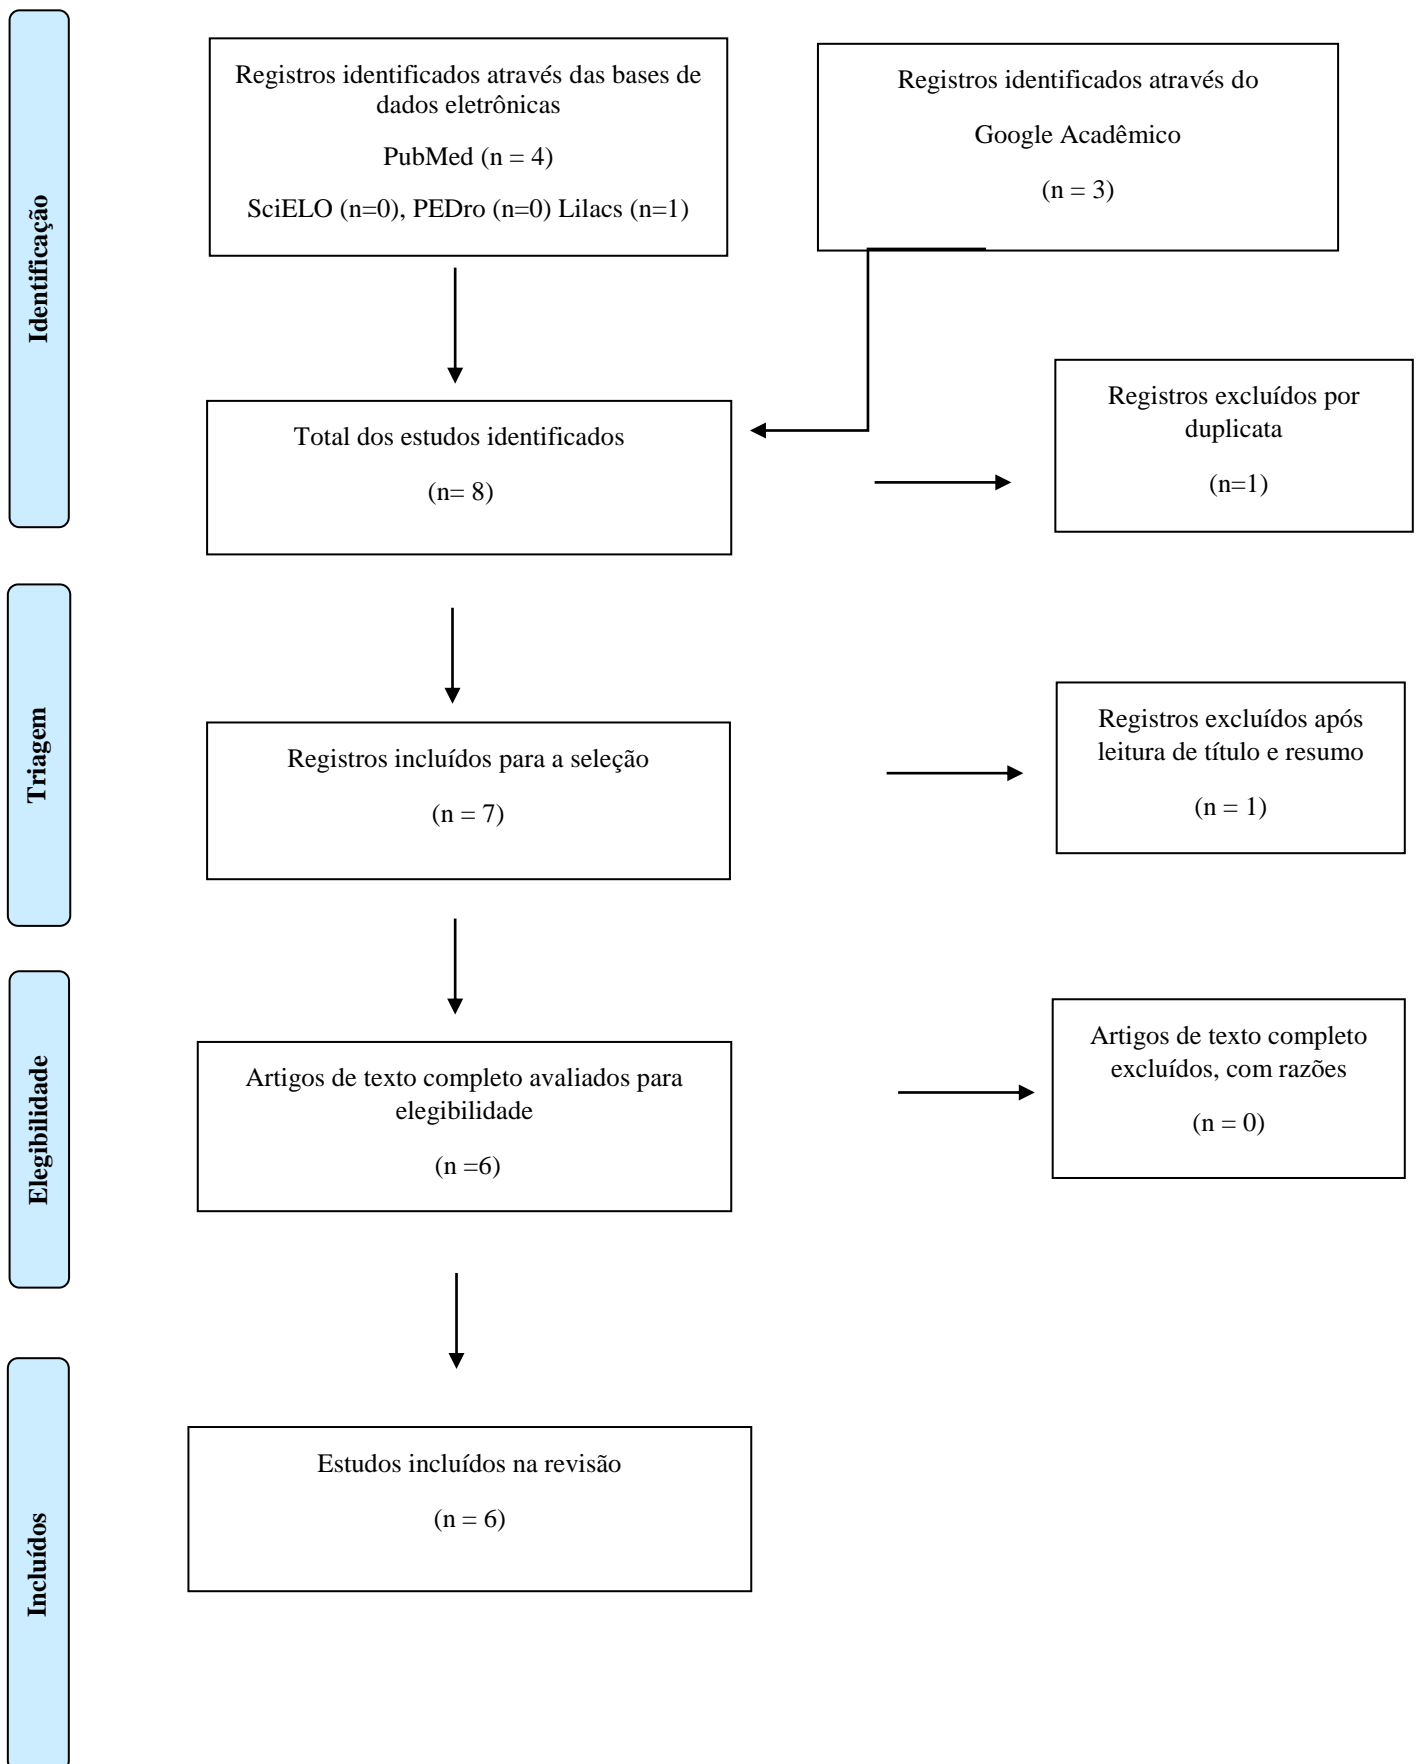 Identificação
Registros identificados através das bases de
dados eletrônicas
PubMed (n = 4)
SciELO (n=0), PEDro (n=0) Lilacs (n=1)
Registros identificados através do
Google Acadêmico
(n = 3)
Total dos estudos identificados
(n= 8)
Registros excluídos por
duplicata
(n=1)
Triagem
Registros incluídos para a seleção
(n = 7)
Registros excluídos após
leitura de título e resumo
(n = 1)
Elegibilidade
Artigos de texto completo avaliados para
elegibilidade
(n =6)
Artigos de texto completo
excluídos, com razões
(n = 0)
Incluídos
Estudos incluídos na revisão
(n = 6)